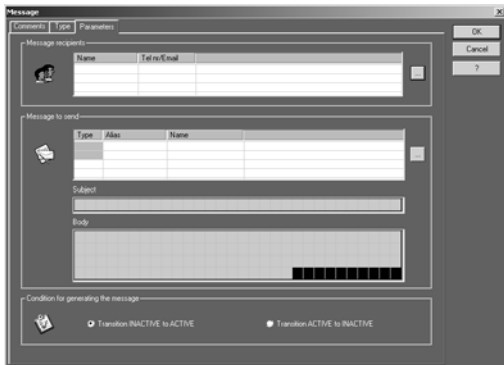 Message
Comments Type Parameters
OK
Cancel
?
Message recipients
Name Tel nr/Email
...
Message to send
Type Alias Name
...
Subject
Body
Condition for generating the message
Transition INACTIVE to ACTIVE Transition ACTIVE to INACTIVE